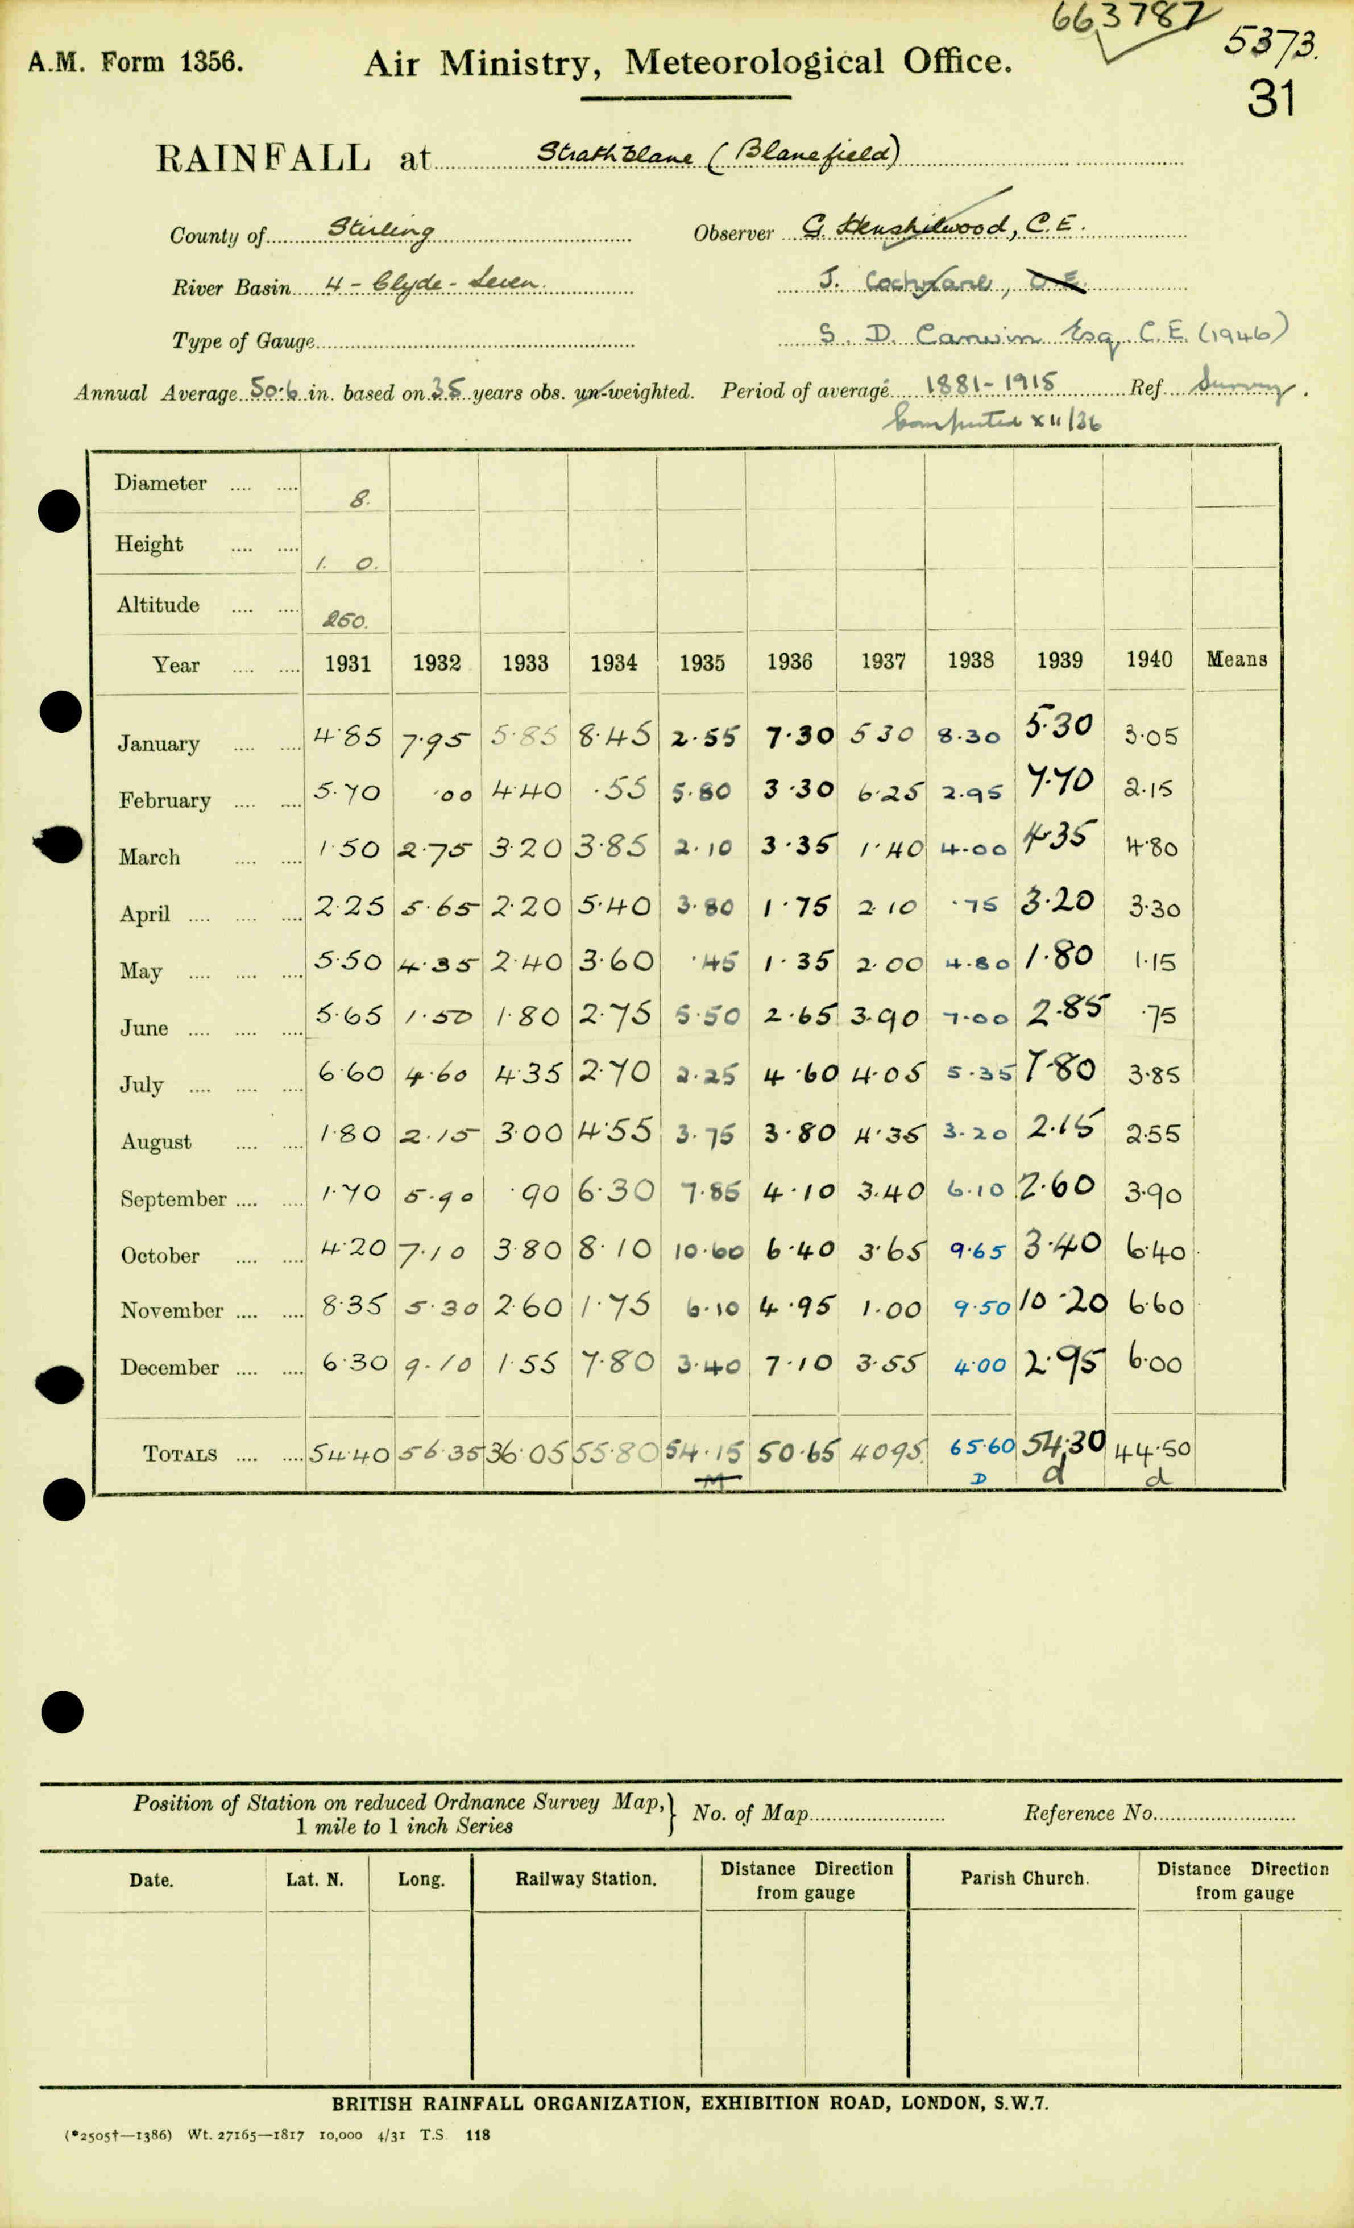 663787
5373.
31
A.M. Form 1356.
Air Ministry, Meteorological Office.
RAINFALL at Strathblane (Blanefield)
County of Stirling
Observer G. Henshilwood, C.E.
River Basin 4 - Clyde - Leven.
J. Cochrane, C.E.
Type of Gauge
S. D. Canwin Esq C.E. (1946)
Annual Average 50.6 in. based on 35 years obs. un-weighted. Period of average 1881-1915 Ref. Survey.
Computed XII/36
Diameter 8.
Height 1. 0.
Altitude 250.
Year 1931 1932 1933 1934 1935 1936 1937 1938 1939 1940 Means
January 4.85 7.95 5.85 8.45 2.55 7.30 5 30 8.30 5.30 3.05
February 5.70 .00 4.40 .55 5.80 3.30 6.25 2.95 7.70 2.15
March 1.50 2.75 3.20 3.85 2.10 3.35 1.40 4.00 4.35 4.80
April 2.25 5.65 2.20 5.40 3.80 1.75 2.10 .75 3.20 3.30
May 5.50 4.35 2.40 3.60 .45 1.35 2.00 4.80 1.80 1.15
June 5.65 1.50 1.80 2.75 5.50 2.65 3.90 7.00 2.85 .75
July 6.60 4.60 4.35 2.70 2.25 4.60 4.05 5.35 7.80 3.85
August 1.80 2.15 3.00 4.55 3.75 3.80 4.35 3.20 2.15 2.55
September 1.70 5.90 .90 6.30 7.85 4.10 3.40 6.10 2.60 3.90
October 4.20 7.10 3.80 8.10 10.60 6.40 3.65 9.65 3.40 6.40
November 8.35 5.30 2.60 1.75 6.10 4.95 1.00 9.50 10.20 6.60
December 6.30 9.10 1.55 7.80 3.40 7.10 3.55 4.00 2.95 6.00
TOTALS 54.40 56.35 36.05 55.80 54.15 50.65 40.95 65.60 54.30 44.50
M D d d
Position of Station on reduced Ordnance Survey Map, } No. of Map Reference No.
1 mile to 1 inch Series
Date. Lat. N. Long. Railway Station. Distance Direction from gauge Parish Church. Distance Direction from gauge
BRITISH RAINFALL ORGANIZATION, EXHIBITION ROAD, LONDON, S.W.7.
(*2505†—1386) Wt. 27165—1817 10,000 4/31 T.S. 118